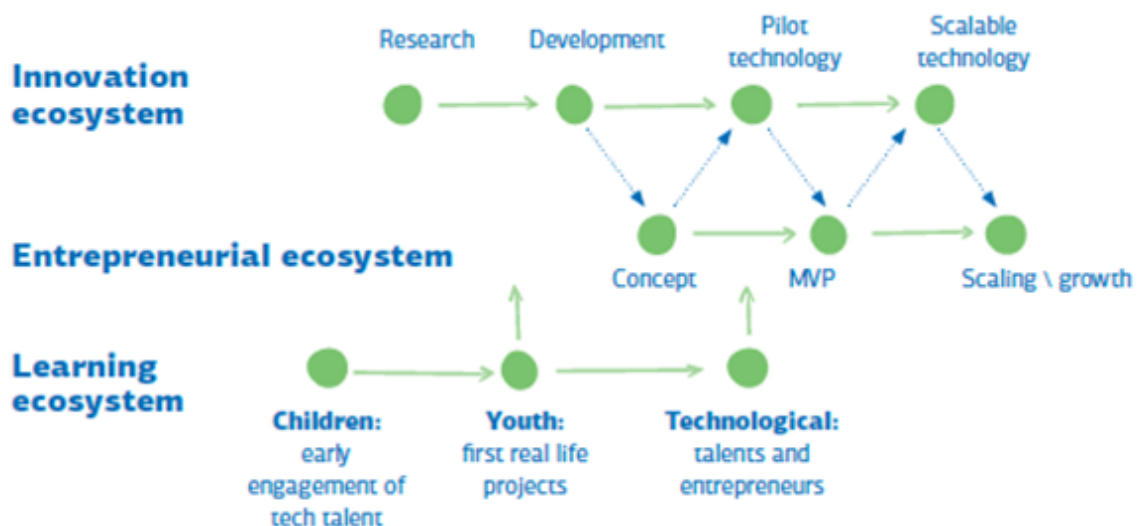 Research
Development
Pilot
technology
Scalable
technology
Innovation
ecosystem
Entrepreneurial ecosystem
Concept
MVP
Scaling \ growth
Learning
ecosystem
Children:
early
engagement of
tech talent
Youth:
first real life
projects
Technological:
talents and
entrepreneurs